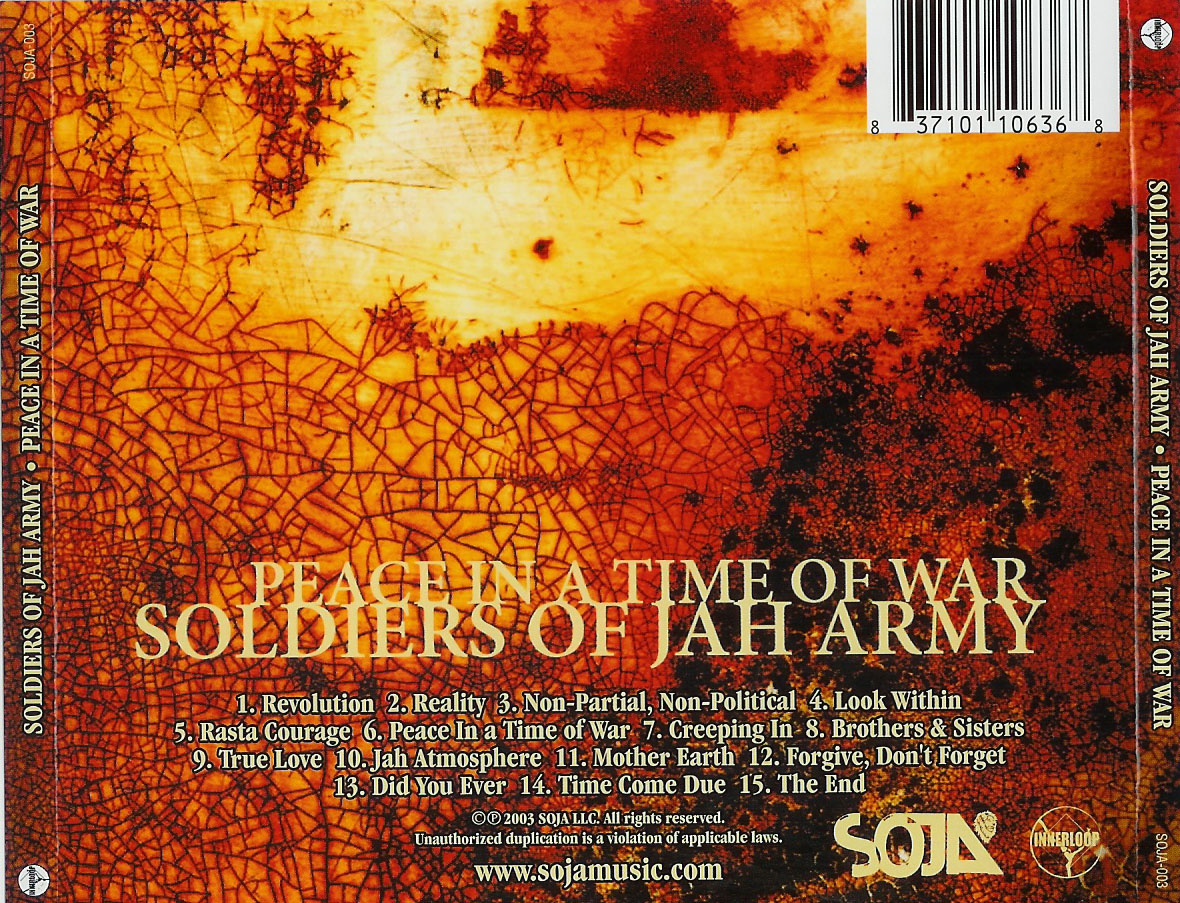 SOJA-003
SOLDIERS OF JAH ARMY • PEACE IN A TIME OF WAR
INNERLOOP
8 37101 10636 8
INNERLOOP
SOLDIERS OF JAH ARMY • PEACE IN A TIME OF WAR
SOJA-003
PEACE IN A TIME OF WAR
SOLDIERS OF JAH ARMY
1. Revolution 2. Reality 3. Non-Partial, Non-Political 4. Look Within
5. Rasta Courage 6. Peace In a Time of War 7. Creeping In 8. Brothers & Sisters
9. True Love 10. Jah Atmosphere 11. Mother Earth 12. Forgive, Don't Forget
13. Did You Ever 14. Time Come Due 15. The End
©℗ 2003 SOJA LLC. All rights reserved.
Unauthorized duplication is a violation of applicable laws.
www.sojamusic.com
SOJA
INNERLOOP